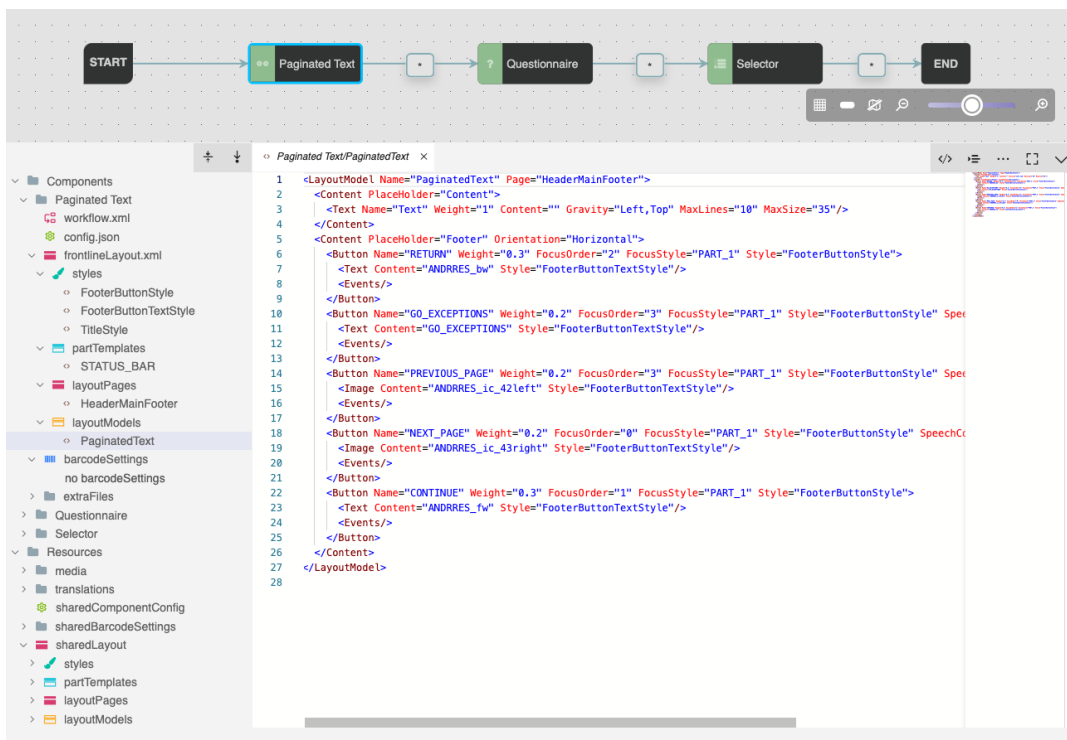 START
Paginated Text
?
Questionnaire
Selector
END
Paginated Text/PaginatedText ×
Components
Paginated Text
workflow.xml
config.json
frontlineLayout.xml
styles
FooterButtonStyle
FooterButtonTextStyle
TitleStyle
partTemplates
STATUS_BAR
layoutPages
HeaderMainFooter
layoutModels
PaginatedText
barcodeSettings
no barcodeSettings
extraFiles
Questionnaire
Selector
Resources
media
translations
sharedComponentConfig
sharedBarcodeSettings
sharedLayout
styles
partTemplates
layoutPages
layoutModels
1 <LayoutModel Name="PaginatedText" Page="HeaderMainFooter">
2 <Content PlaceHolder="Content">
3 <Text Name="Text" Weight="1" Content="" Gravity="Left,Top" MaxLines="10" MaxSize="35"/>
4 </Content>
5 <Content PlaceHolder="Footer" Orientation="Horizontal">
6 <Button Name="RETURN" Weight="0.3" FocusOrder="2" FocusStyle="PART_1" Style="FooterButtonStyle">
7 <Text Content="ANDRRES_bw" Style="FooterButtonTextStyle"/>
8 <Events/>
9 </Button>
10 <Button Name="GO_EXCEPTIONS" Weight="0.2" FocusOrder="3" FocusStyle="PART_1" Style="FooterButtonStyle" Spee
11 <Text Content="GO_EXCEPTIONS" Style="FooterButtonTextStyle"/>
12 <Events/>
13 </Button>
14 <Button Name="PREVIOUS_PAGE" Weight="0.2" FocusOrder="3" FocusStyle="PART_1" Style="FooterButtonStyle" Spee
15 <Image Content="ANDRRES_ic_42left" Style="FooterButtonTextStyle"/>
16 <Events/>
17 </Button>
18 <Button Name="NEXT_PAGE" Weight="0.2" FocusOrder="0" FocusStyle="PART_1" Style="FooterButtonStyle" SpeechCo
19 <Image Content="ANDRRES_ic_43right" Style="FooterButtonTextStyle"/>
20 <Events/>
21 </Button>
22 <Button Name="CONTINUE" Weight="0.3" FocusOrder="1" FocusStyle="PART_1" Style="FooterButtonStyle">
23 <Text Content="ANDRRES_fw" Style="FooterButtonTextStyle"/>
24 <Events/>
25 </Button>
26 </Content>
27 </LayoutModel>
28